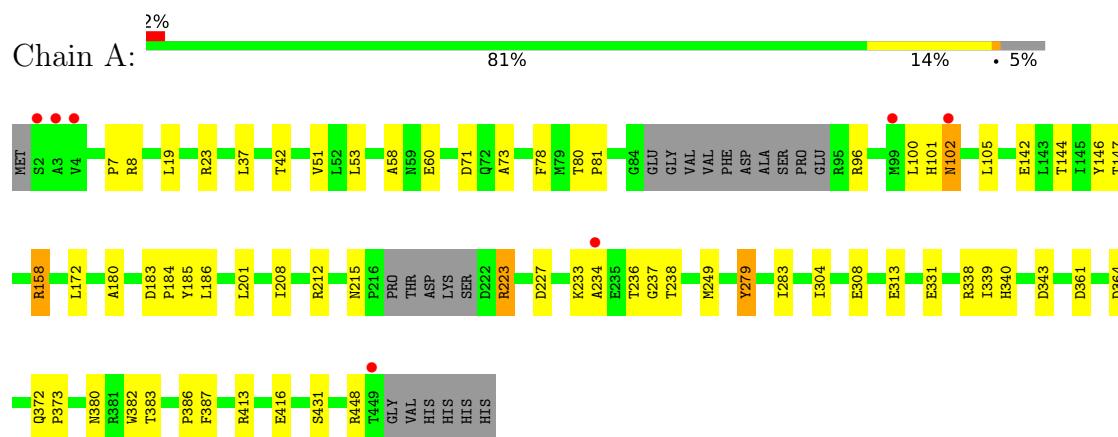 2%
Chain A:
81% 14% • 5%
MET S2 A3 V4 P7 R8 L19 R23 L37 T42 V51 L52 L53 A58 N59 E60 D71 Q72 A73 F78 M79 T80 P81 G84 GLU GLY VAL VAL PHE ASP ALA SER PRO GLU R95 R96 M99 L100 H101 N102 L105 E142 L143 T144 I145 Y146 T147
R158 L172 A180 D183 P184 Y185 L186 L201 I208 R212 N215 P216 PRO THR ASP LYS SER D222 R223 D227 K233 A234 E235 T236 G237 T238 M249 Y279 I283 I304 E308 E313 E331 R338 I339 H340 D343 D361
Q372 P373 N380 R381 W382 T383 P386 F387 R413 E416 S431 R448 T449 GLY VAL HIS HIS HIS HIS